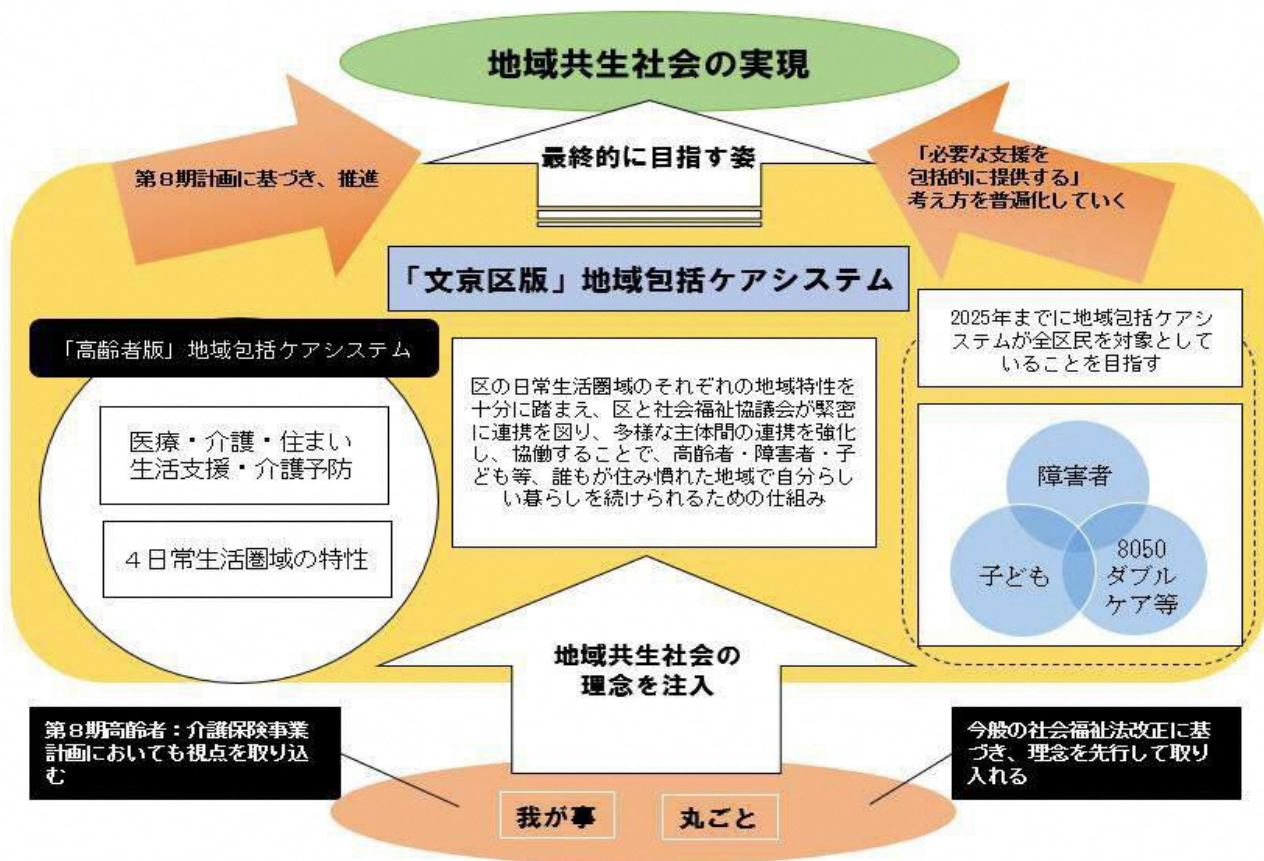 地域共生社会の実現
最終的に目指す姿
第８期計画に基づき、推進
「必要な支援を
包括的に提供する」
考え方を普遍化していく
「文京区版」地域包括ケアシステム
「高齢者版」地域包括ケアシステム
医療・介護・住まい
生活支援・介護予防
４日常生活圏域の特性
区の日常生活圏域のそれぞれの地域特性を
十分に踏まえ、区と社会福祉協議会が緊密
に連携を図り、多様な主体間の連携を強化
し、協働することで、高齢者・障害者・子
ども等、誰もが住み慣れた地域で自分らし
い暮らしを続けられるための仕組み
2025年までに地域包括ケアシ
ステムが全区民を対象として
いることを目指す
障害者
子ども
8050
ダブル
ケア等
地域共生社会の
理念を注入
第８期高齢者：介護保険事業
計画においても視点を取り込
む
今般の社会福祉法改正に基
づき、理念を先行して取り
入れる
我が事
丸ごと